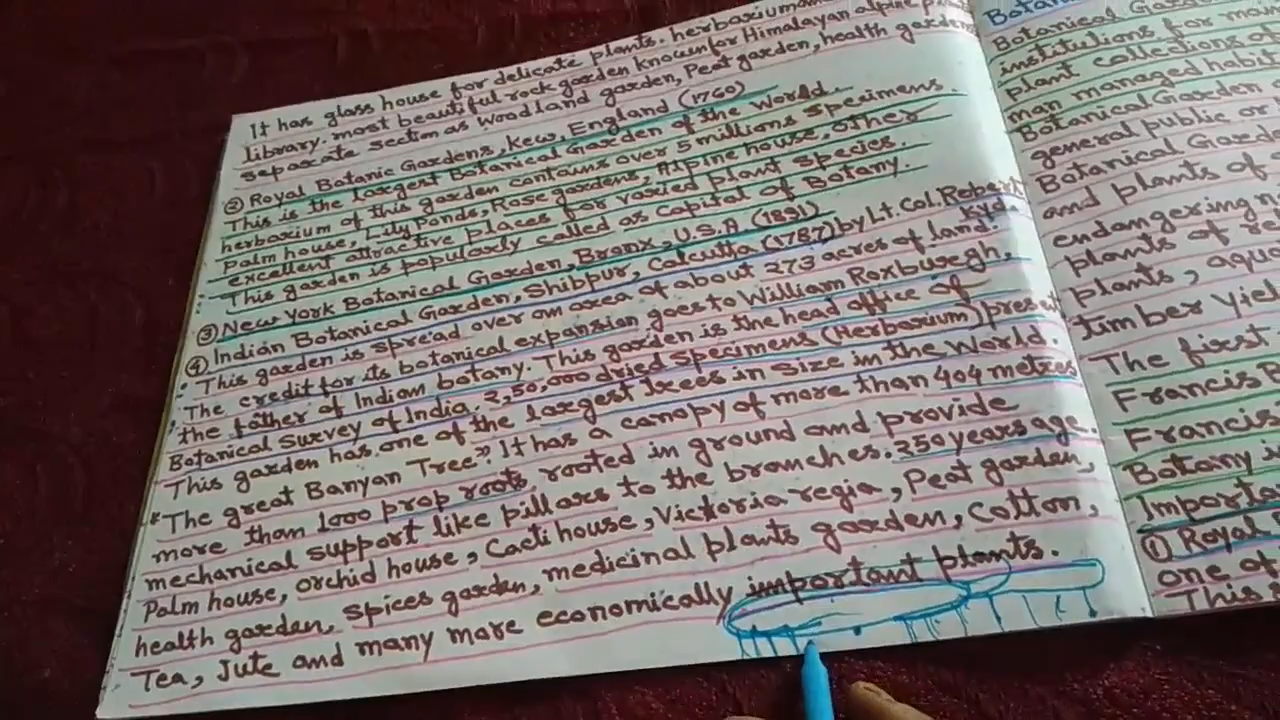 It has glass house for delicate plants. herbarium
library. most beautiful rock garden known for Himalayan alpine
separate section as woodland garden, Peat garden, health garden
② Royal Botanic Gardens, Kew, England (1760)
This is the largest Botanical Garden of the World.
herbarium of this garden contains over 5 millions specimens.
palm house, Lily Ponds, Rose gardens, Alpine house, other
excellent attractive places for varied plant species.
This garden is popularly called as Capital of Botany.
③ New York Botanical Garden, Bronx, U.S.A (1891)
④ Indian Botanical Garden, Shibpur, Calcutta (1787) by Lt. Col. Robert Kyd.
This garden is spread over an area of about 273 acres of land.
The credit for its botanical expansion goes to William Roxburgh,
the father of Indian botany. This garden is the head office of
Botanical Survey of India. 2,50,000 dried specimens (Herbarium) present
This garden has one of the largest trees in size in the World.
"The great Banyan Tree". It has a canopy of more than 404 metres
more than 1000 prop roots rooted in ground and provide
mechanical support like pillars to the branches. 250 years age.
Palm house, orchid house, Cacti house, Victoria regia, Peat garden,
health garden, spices garden, medicinal plants garden, Cotton,
Tea, Jute and many more economically important plants.
Botanical Gar
institutions for main
plant collections of
man managed habit
Botanical Garden
general public or
Botanical Garde
and plants of
endangering
plants of
plants, aqua
timber Yiel
The first
Francis B
Francis
Botany i
Importa
① Royal
one of
This